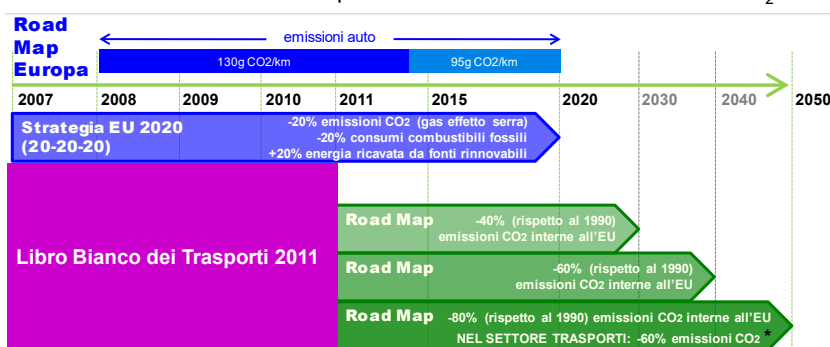 2
Road
Map
Europa
emissioni auto
130g CO2/km
95g CO2/km
2007 2008 2009 2010 2011 2015 2020 2030 2040 2050
Strategia EU 2020
(20-20-20)
-20% emissioni CO2 (gas effetto serra)
-20% consumi combustibili fossili
+20% energia ricavata da fonti rinnovabili
Libro Bianco dei Trasporti 2011
Road Map -40% (rispetto al 1990)
emissioni CO2 interne all'EU
Road Map -60% (rispetto al 1990)
emissioni CO2 interne all'EU
Road Map -80% (rispetto al 1990) emissioni CO2 interne all'EU
NEL SETTORE TRASPORTI: -60% emissioni CO2 *